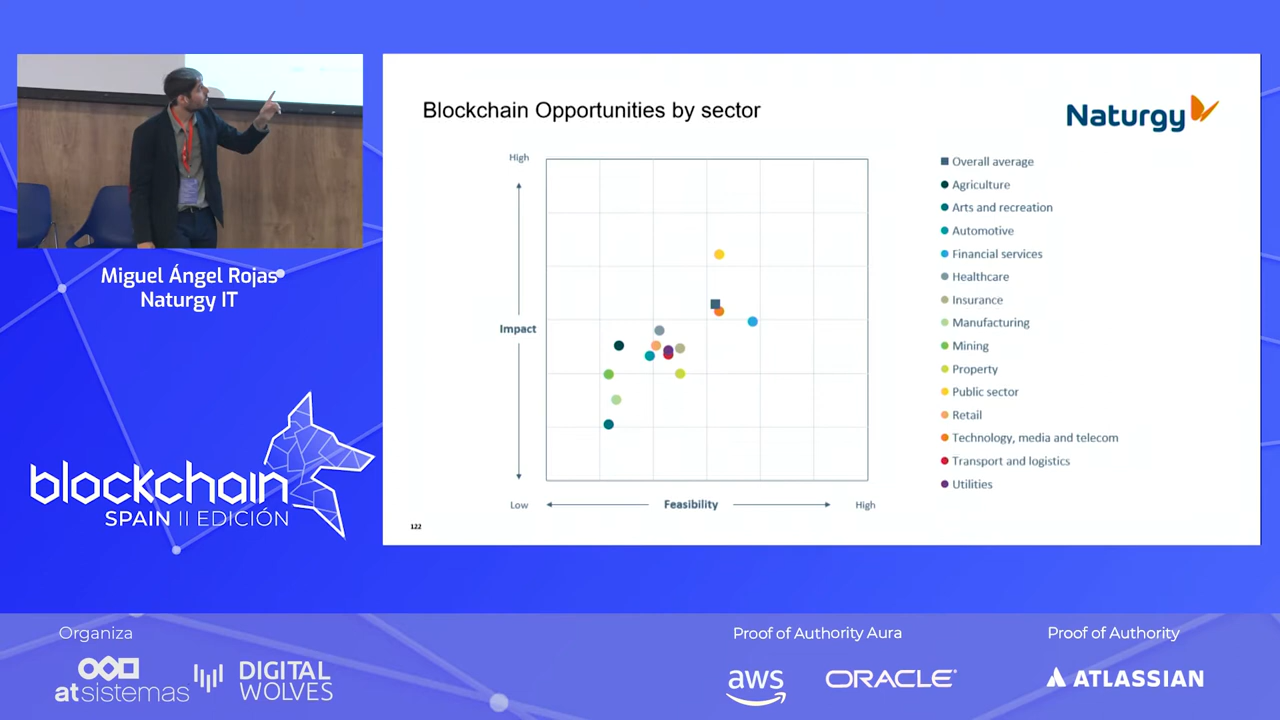 Blockchain Opportunities by sector
Naturgy
High
Impact
Low
Feasibility
High
Overall average
Agriculture
Arts and recreation
Automotive
Financial services
Healthcare
Insurance
Manufacturing
Mining
Property
Public sector
Retail
Technology, media and telecom
Transport and logistics
Utilities
122
Miguel Ángel Rojas
Naturgy IT
blockchain
SPAIN II EDICIÓN
Organiza
atsistemas
DIGITAL
WOLVES
Proof of Authority Aura
aws
ORACLE®
Proof of Authority
ATLASSIAN